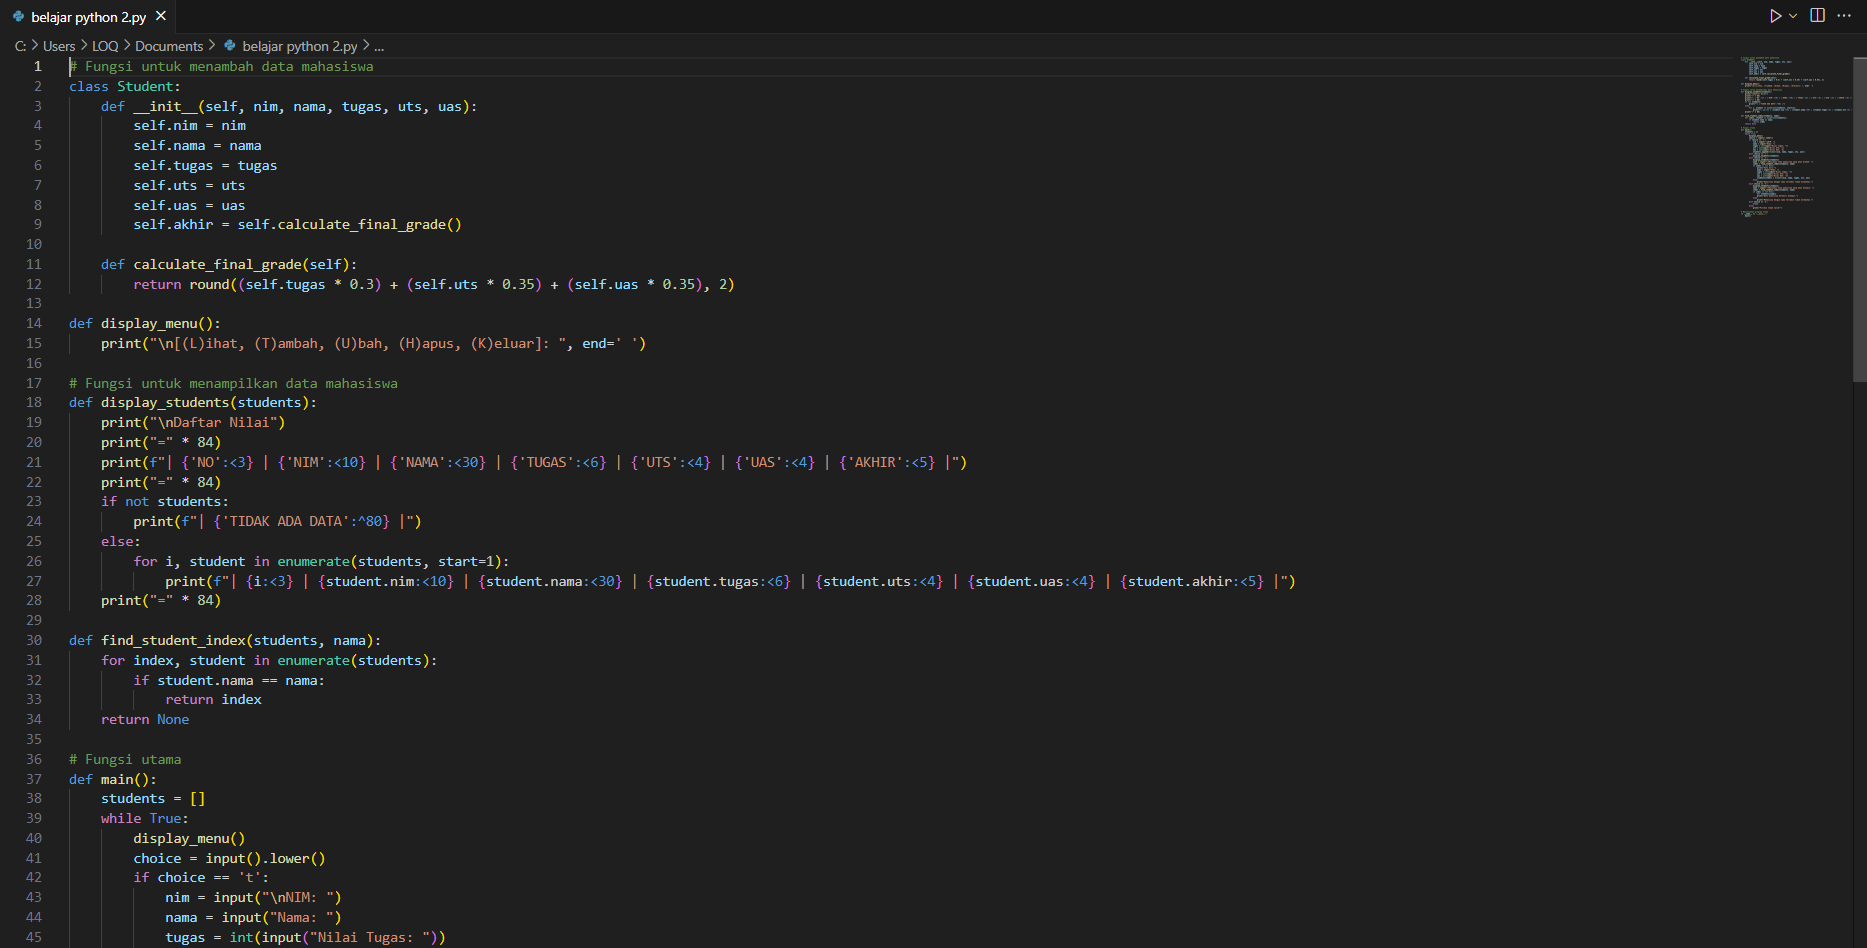 belajar python 2.py
C: > Users > LOQ > Documents > belajar python 2.py > ...
1 # Fungsi untuk menambah data mahasiswa
2 class Student:
3     def __init__(self, nim, nama, tugas, uts, uas):
4         self.nim = nim
5         self.nama = nama
6         self.tugas = tugas
7         self.uts = uts
8         self.uas = uas
9         self.akhir = self.calculate_final_grade()
10
11     def calculate_final_grade(self):
12         return round((self.tugas * 0.3) + (self.uts * 0.35) + (self.uas * 0.35), 2)
13
14 def display_menu():
15     print("\n[(L)ihat, (T)ambah, (U)bah, (H)apus, (K)eluar]: ", end=' ')
16
17 # Fungsi untuk menampilkan data mahasiswa
18 def display_students(students):
19     print("\nDaftar Nilai")
20     print("=" * 84)
21     print(f"| {'NO':<3} | {'NIM':<10} | {'NAMA':<30} | {'TUGAS':<6} | {'UTS':<4} | {'UAS':<4} | {'AKHIR':<5} |")
22     print("=" * 84)
23     if not students:
24         print(f"| {'TIDAK ADA DATA':^80} |")
25     else:
26         for i, student in enumerate(students, start=1):
27             print(f"| {i:<3} | {student.nim:<10} | {student.nama:<30} | {student.tugas:<6} | {student.uts:<4} | {student.uas:<4} | {student.akhir:<5} |")
28     print("=" * 84)
29
30 def find_student_index(students, nama):
31     for index, student in enumerate(students):
32         if student.nama == nama:
33             return index
34     return None
35
36 # Fungsi utama
37 def main():
38     students = []
39     while True:
40         display_menu()
41         choice = input().lower()
42         if choice == 't':
43             nim = input("\nNIM: ")
44             nama = input("Nama: ")
45             tugas = int(input("Nilai Tugas: "))